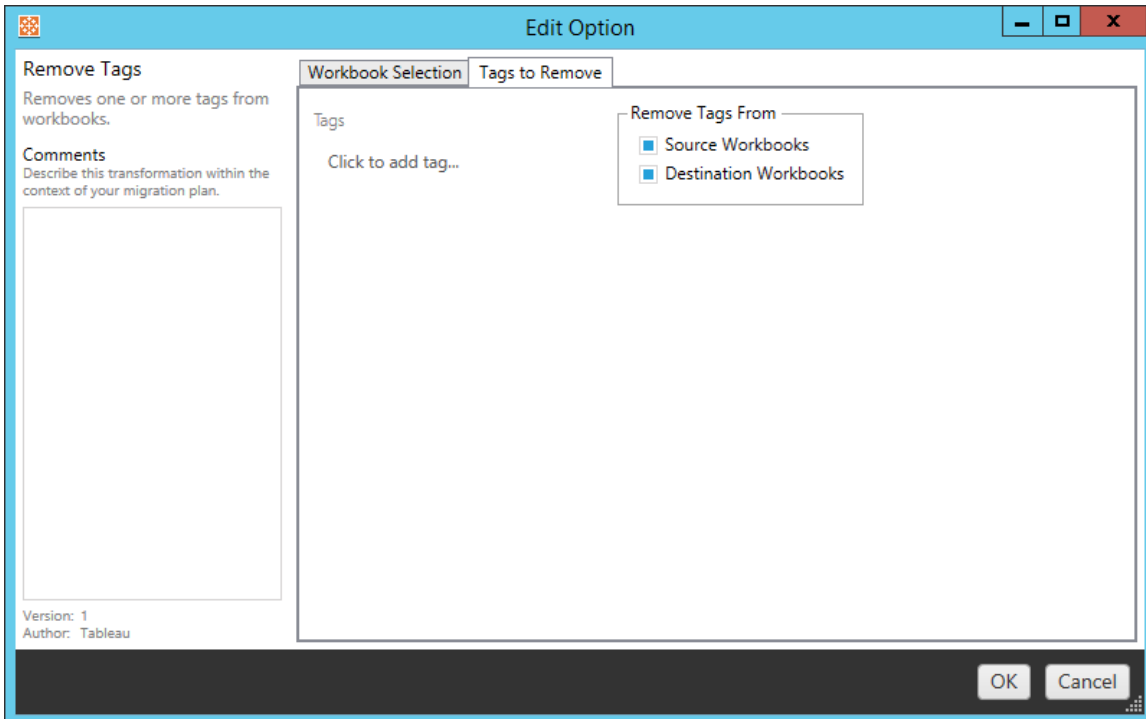 Edit Option
Remove Tags
Removes one or more tags from
workbooks.
Comments
Describe this transformation within the
context of your migration plan.
Version: 1
Author: Tableau
Workbook Selection
Tags to Remove
Tags
Click to add tag...
Remove Tags From
Source Workbooks
Destination Workbooks
OK
Cancel